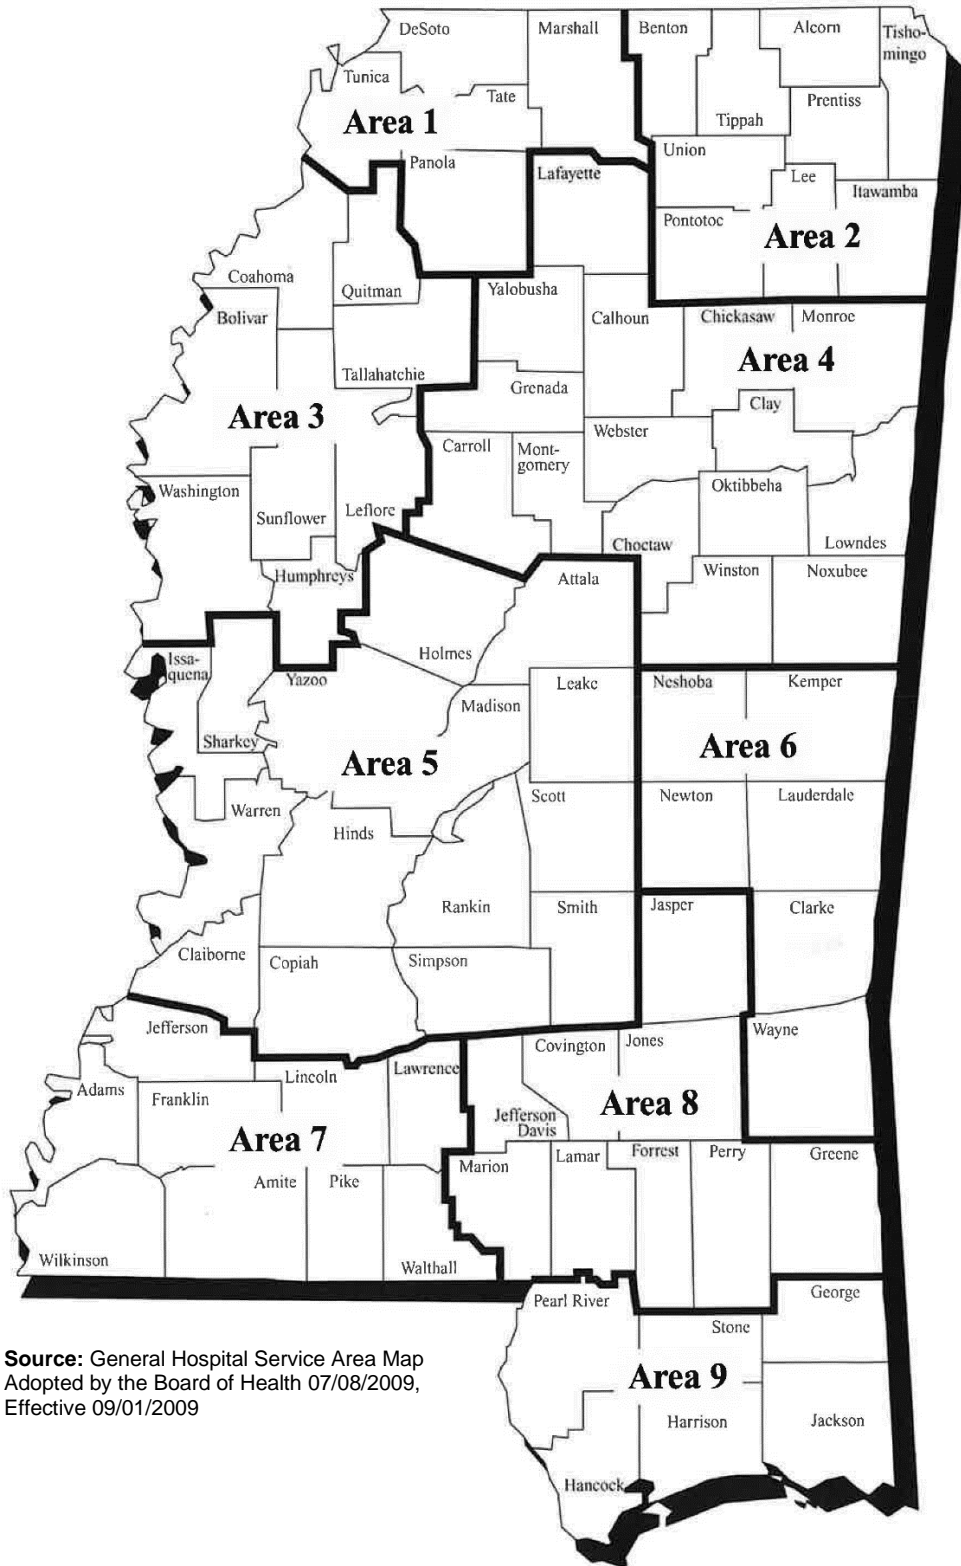 DeSoto
Marshall
Benton
Alcorn
Tisho-
mingo
Tunica
Tate
Prentiss
Area 1
Tippah
Panola
Union
Lafayette
Lee
Itawamba
Pontotoc
Area 2
Coahoma
Quitman
Yalobusha
Bolivar
Calhoun
Chickasaw
Monroe
Tallahatchie
Area 4
Grenada
Area 3
Clay
Webster
Carroll
Mont-
gomery
Washington
Oktibbeha
Sunflower
Leflore
Choctaw
Lowndes
Humphreys
Attala
Winston
Noxubee
Holmes
Issa-
quena
Yazoo
Leake
Neshoba
Kemper
Madison
Sharkey
Area 5
Area 6
Scott
Newton
Lauderdale
Warren
Hinds
Rankin
Smith
Jasper
Clarke
Claiborne
Copiah
Simpson
Jefferson
Covington
Jones
Wayne
Lincoln
Lawrence
Adams
Franklin
Jefferson
Davis
Area 8
Area 7
Marion
Lamar
Forrest
Perry
Greene
Amite
Pike
Wilkinson
Walthall
Pearl River
George
Stone
Source: General Hospital Service Area Map
Adopted by the Board of Health 07/08/2009,
Effective 09/01/2009
Area 9
Harrison
Jackson
Hancock